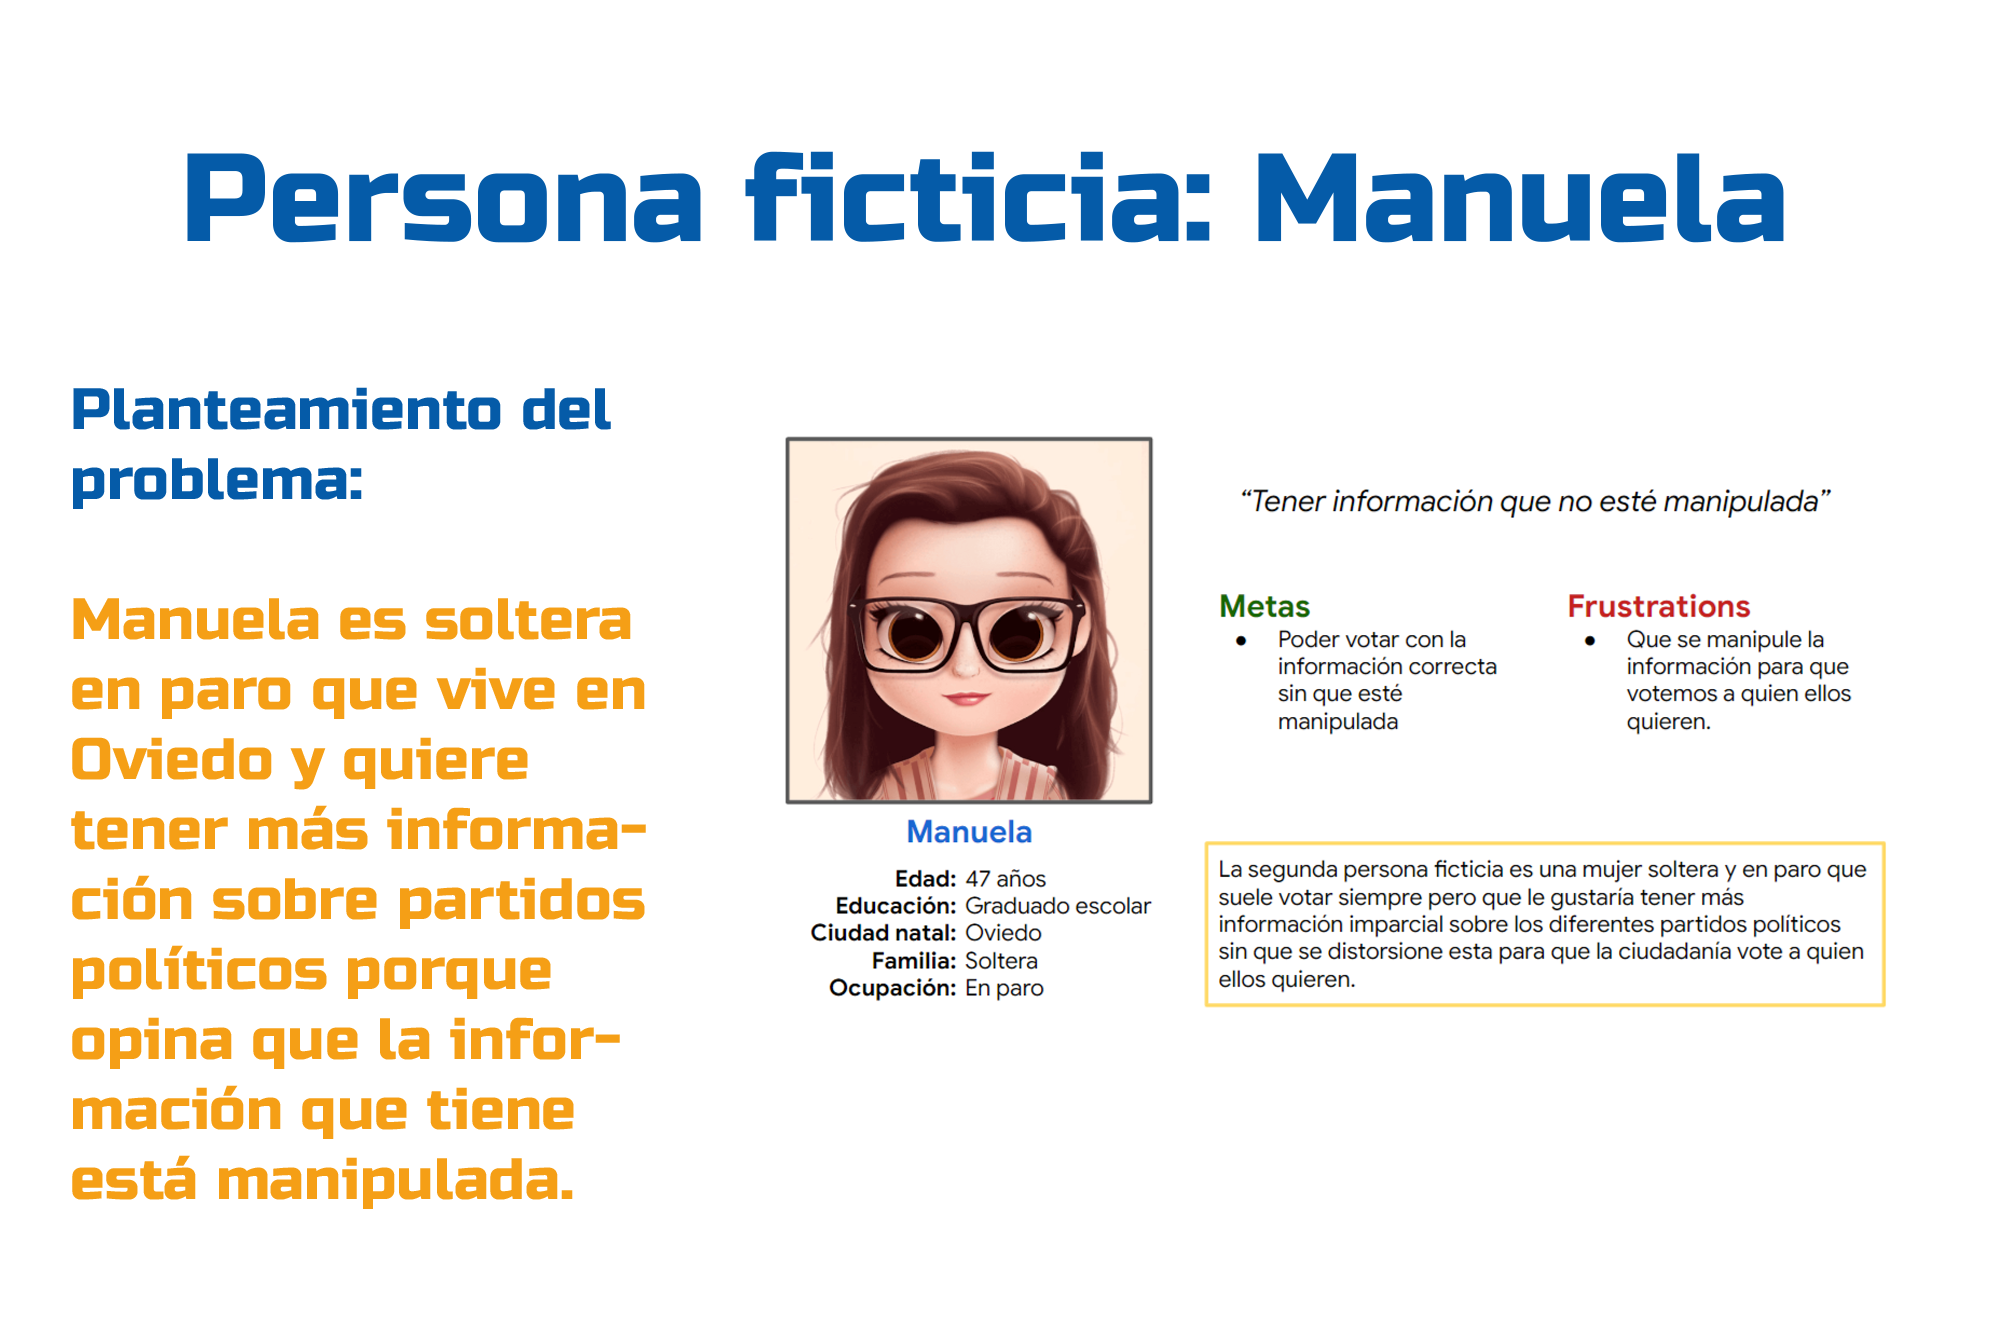 Persona ficticia: Manuela
Planteamiento del
problema:
Manuela es soltera
en paro que vive en
Oviedo y quiere
tener más informa-
ción sobre partidos
políticos porque
opina que la infor-
mación que tiene
está manipulada.
Manuela
Edad: 47 años
Educación: Graduado escolar
Ciudad natal: Oviedo
Familia: Soltera
Ocupación: En paro
“Tener información que no esté manipulada”
Metas
● Poder votar con la
información correcta
sin que esté
manipulada
Frustrations
● Que se manipule la
información para que
votemos a quien ellos
quieren.
La segunda persona ficticia es una mujer soltera y en paro que
suele votar siempre pero que le gustaría tener más
información imparcial sobre los diferentes partidos políticos
sin que se distorsione esta para que la ciudadanía vote a quien
ellos quieren.